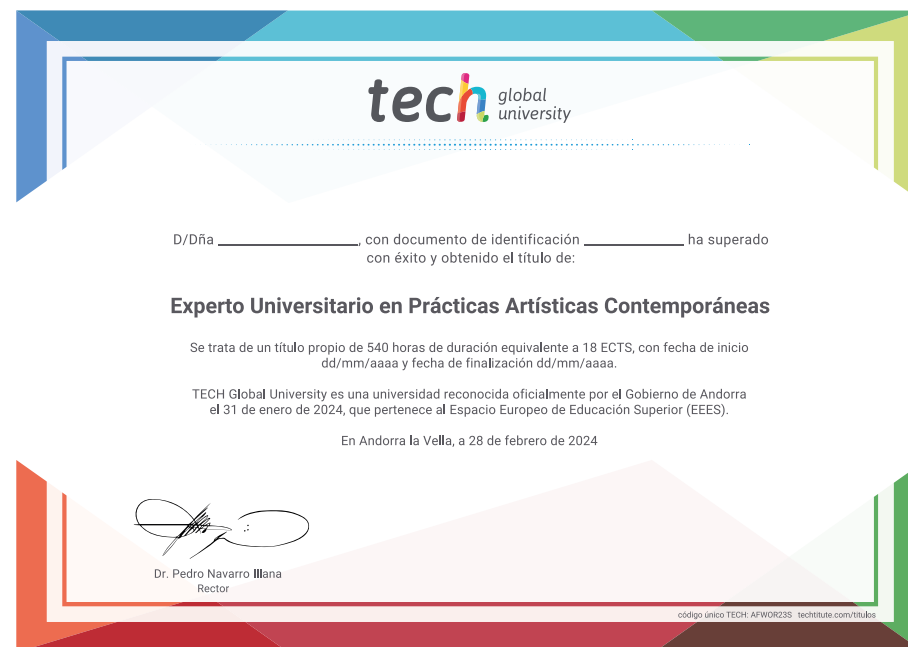 tech global university
D/Dña ____________________, con documento de identificación ______________ ha superado
con éxito y obtenido el título de:
Experto Universitario en Prácticas Artísticas Contemporáneas
Se trata de un título propio de 540 horas de duración equivalente a 18 ECTS, con fecha de inicio
dd/mm/aaaa y fecha de finalización dd/mm/aaaa.
TECH Global University es una universidad reconocida oficialmente por el Gobierno de Andorra
el 31 de enero de 2024, que pertenece al Espacio Europeo de Educación Superior (EEES).
En Andorra la Vella, a 28 de febrero de 2024
Dr. Pedro Navarro Illana
Rector
código único TECH: AFWOR23S techtitute.com/titulos